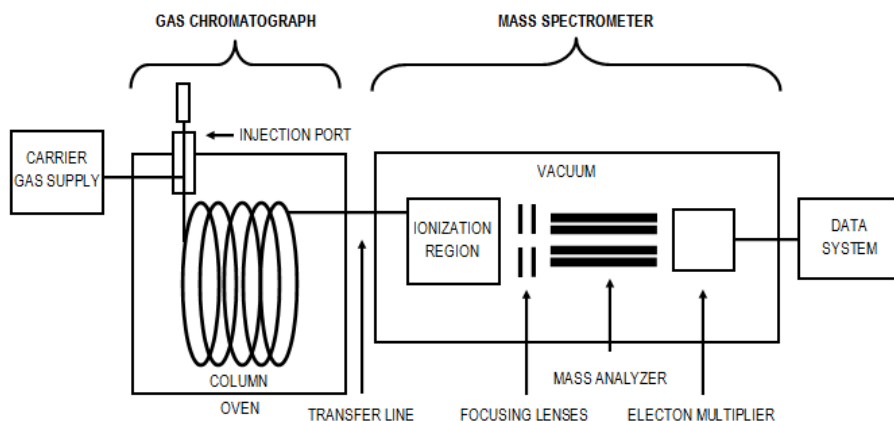 GAS CHROMATOGRAPH
MASS SPECTROMETER
INJECTION PORT
CARRIER
GAS SUPPLY
VACUUM
IONIZATION
REGION
DATA
SYSTEM
COLUMN
OVEN
TRANSFER LINE
FOCUSING LENSES
MASS ANALYZER
ELECTON MULTIPLIER